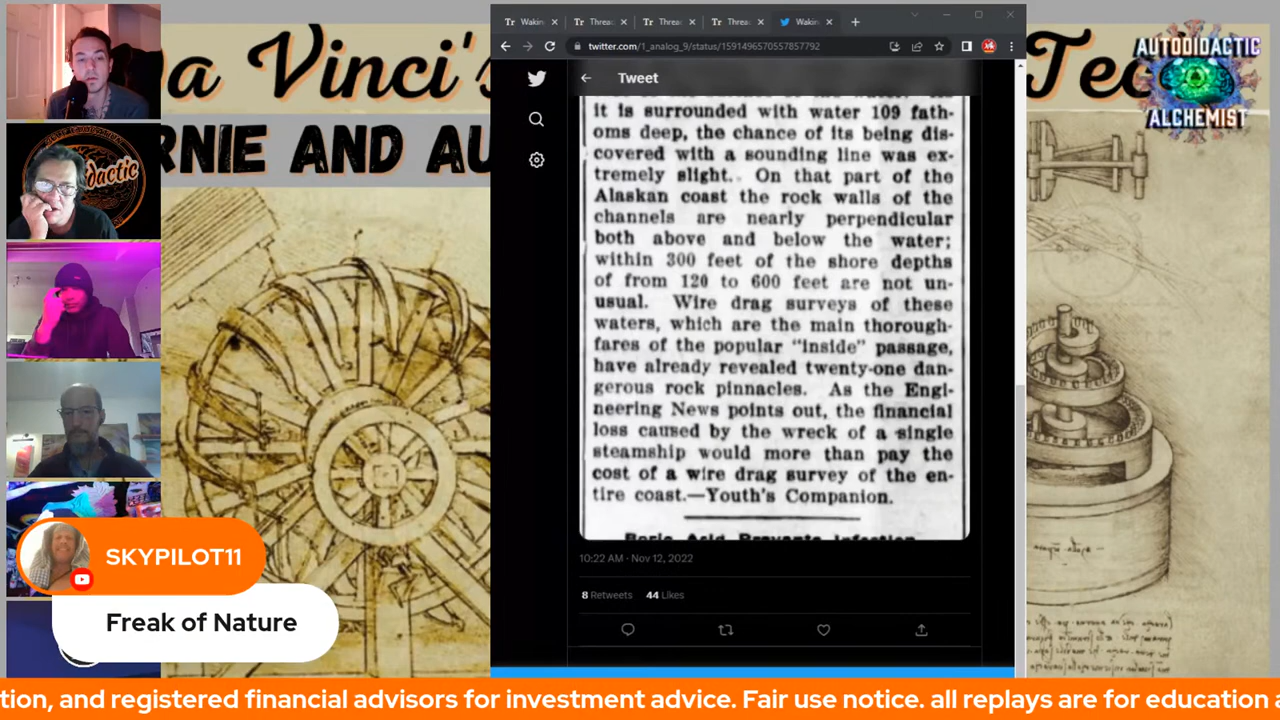 na Vinci's
Tec
RNIE AND AU
dactic
AUTODIDACTIC
ALCHEMIST
Tr Wakin
Tr Thread
Tr Thread
Tr Thread
Wakin
twitter.com/1_analog_9/status/1591496570557857792
Tweet
it is surrounded with water 109 fath-
oms deep, the chance of its being dis-
covered with a sounding line was ex-
tremely slight. On that part of the
Alaskan coast the rock walls of the
channels are nearly perpendicular
both above and below the water;
within 300 feet of the shore depths
of from 120 to 600 feet are not un-
usual. Wire drag surveys of these
waters, which are the main thorough-
fares of the popular "inside" passage,
have already revealed twenty-one dan-
gerous rock pinnacles. As the Engi-
neering News points out, the financial
loss caused by the wreck of a single
steamship would more than pay the
cost of a wire drag survey of the en-
tire coast.—Youth's Companion.
Boric Acid Prevents Infection
10:22 AM · Nov 12, 2022
8 Retweets 44 Likes
SKYPILOT11
Freak of Nature
tion, and registered financial advisors for investment advice. Fair use notice. all replays are for education a